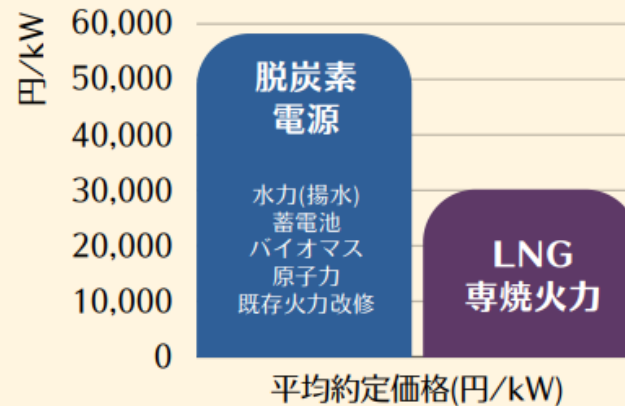 円/kW
60,000
50,000
40,000
30,000
20,000
10,000
0
脱炭素
電源
水力(揚水)
蓄電池
バイオマス
原子力
既存火力改修
LNG
専焼火力
平均約定価格(円/kW)